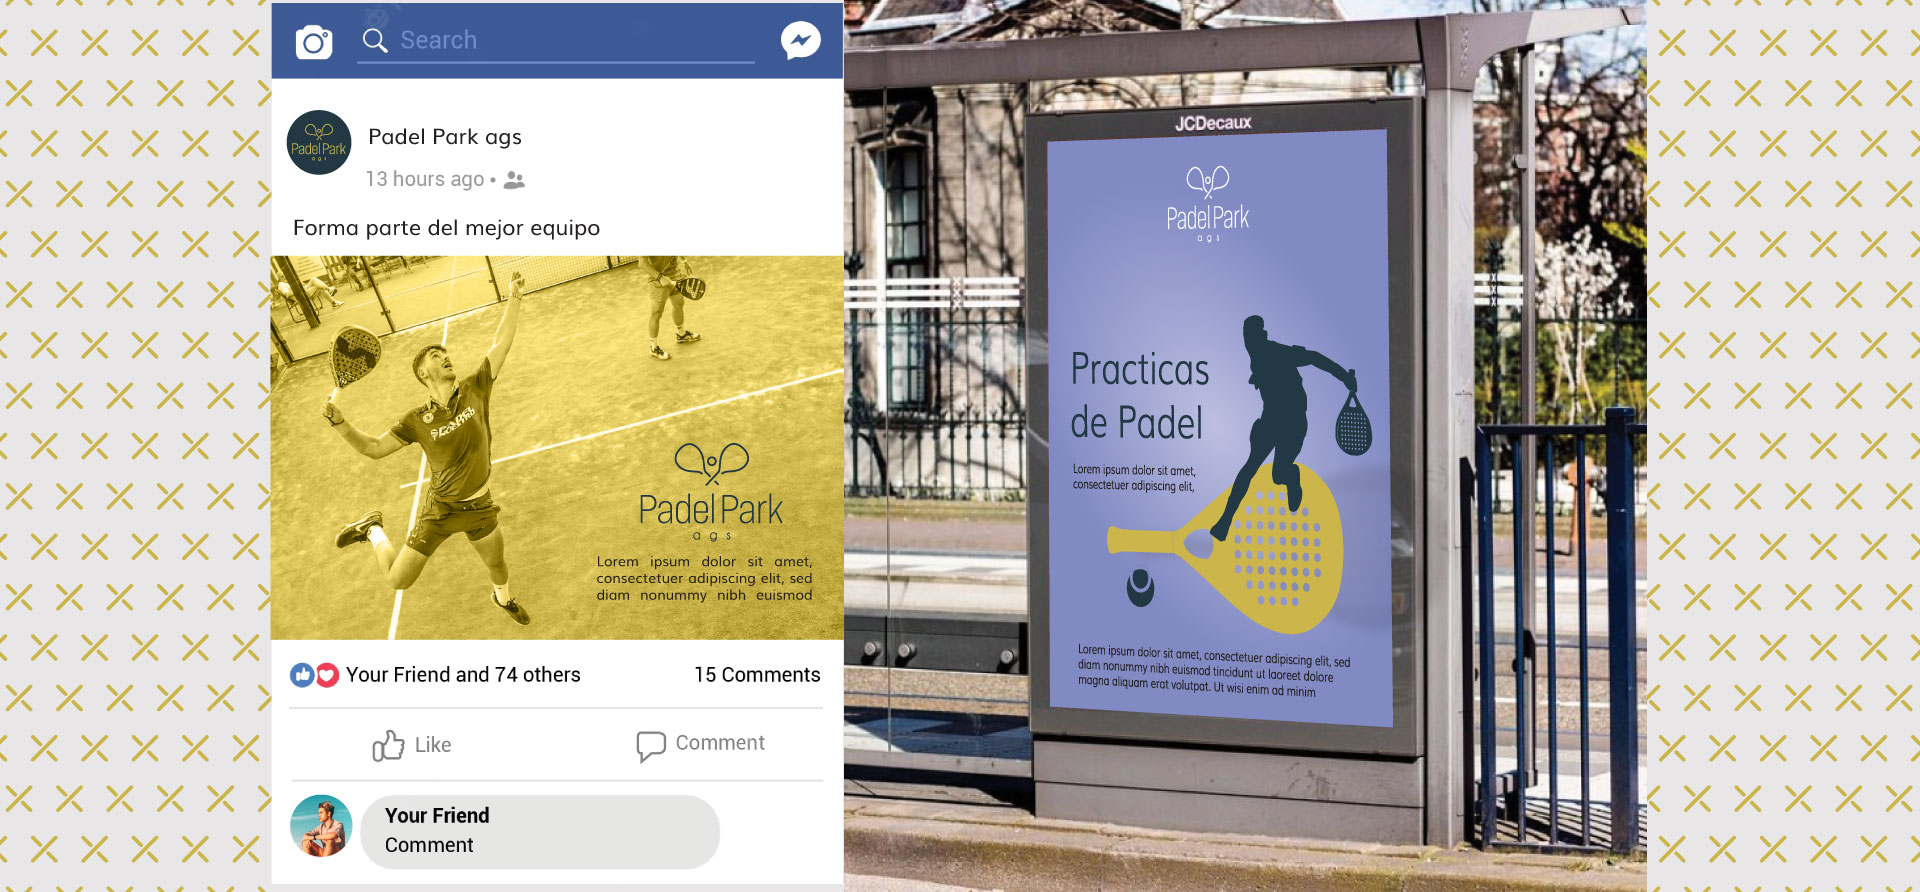 Search
Padel Park
ags
Padel Park ags
13 hours ago •
Forma parte del mejor equipo
Padel Park
ags
Lorem ipsum dolor sit amet,
consectetuer adipiscing elit, sed
diam nonummy nibh euismod
Your Friend and 74 others
15 Comments
Like
Comment
Your Friend
Comment
JCDecaux
Padel Park
ags
Practicas
de Padel
Lorem ipsum dolor sit amet,
consectetuer adipiscing elit,
Lorem ipsum dolor sit amet, consectetuer adipiscing elit, sed
diam nonummy nibh euismod tincidunt ut laoreet dolore
magna aliquam erat volutpat. Ut wisi enim ad minim